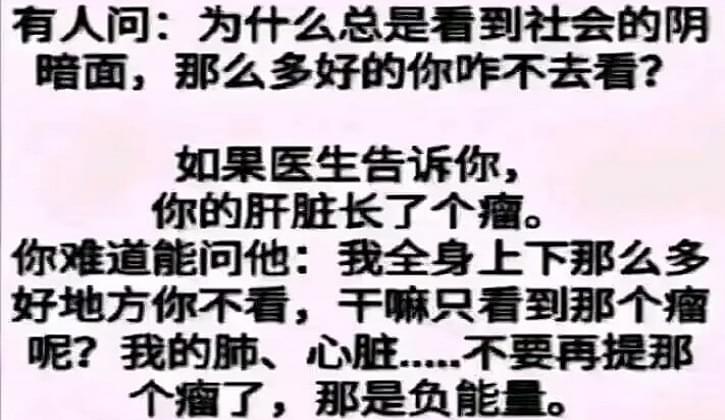 有人问：为什么总是看到社会的阴
暗面，那么多好的你咋不去看？
如果医生告诉你，
你的肝脏长了个瘤。
你难道能问他：我全身上下那么多
好地方你不看，干嘛只看到那个瘤
呢？我的肺、心脏.....不要再提那
个瘤了，那是负能量。